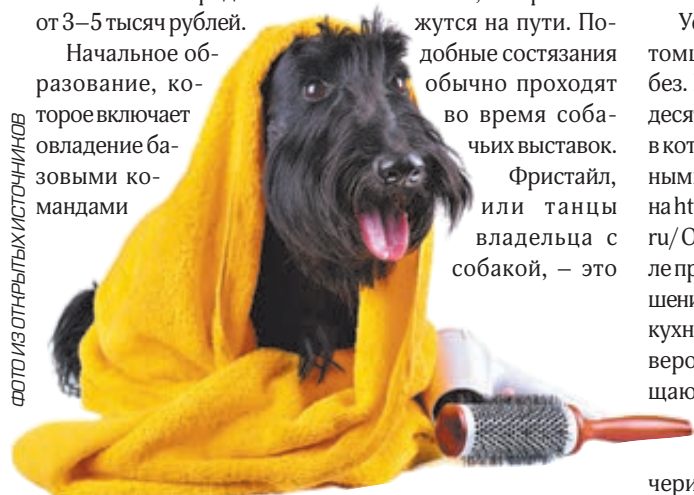 от 3–5 тысяч рублей.
Начальное об-
разование, ко-
торое включает
овладение ба-
зовыми ко-
мандами
ФОТО ИЗ ОТКРЫТЫХ ИСТОЧНИКОВ
жутся на пути. По-
добные состязания
обычно проходят
во время соба-
чьих выставок.
Фристайл,
или танцы
владельца с
собакой, – это
без.
деся
в кот
ными
на ht
ru/ О
ле пр
шени
кухн
веро
щаю
чери